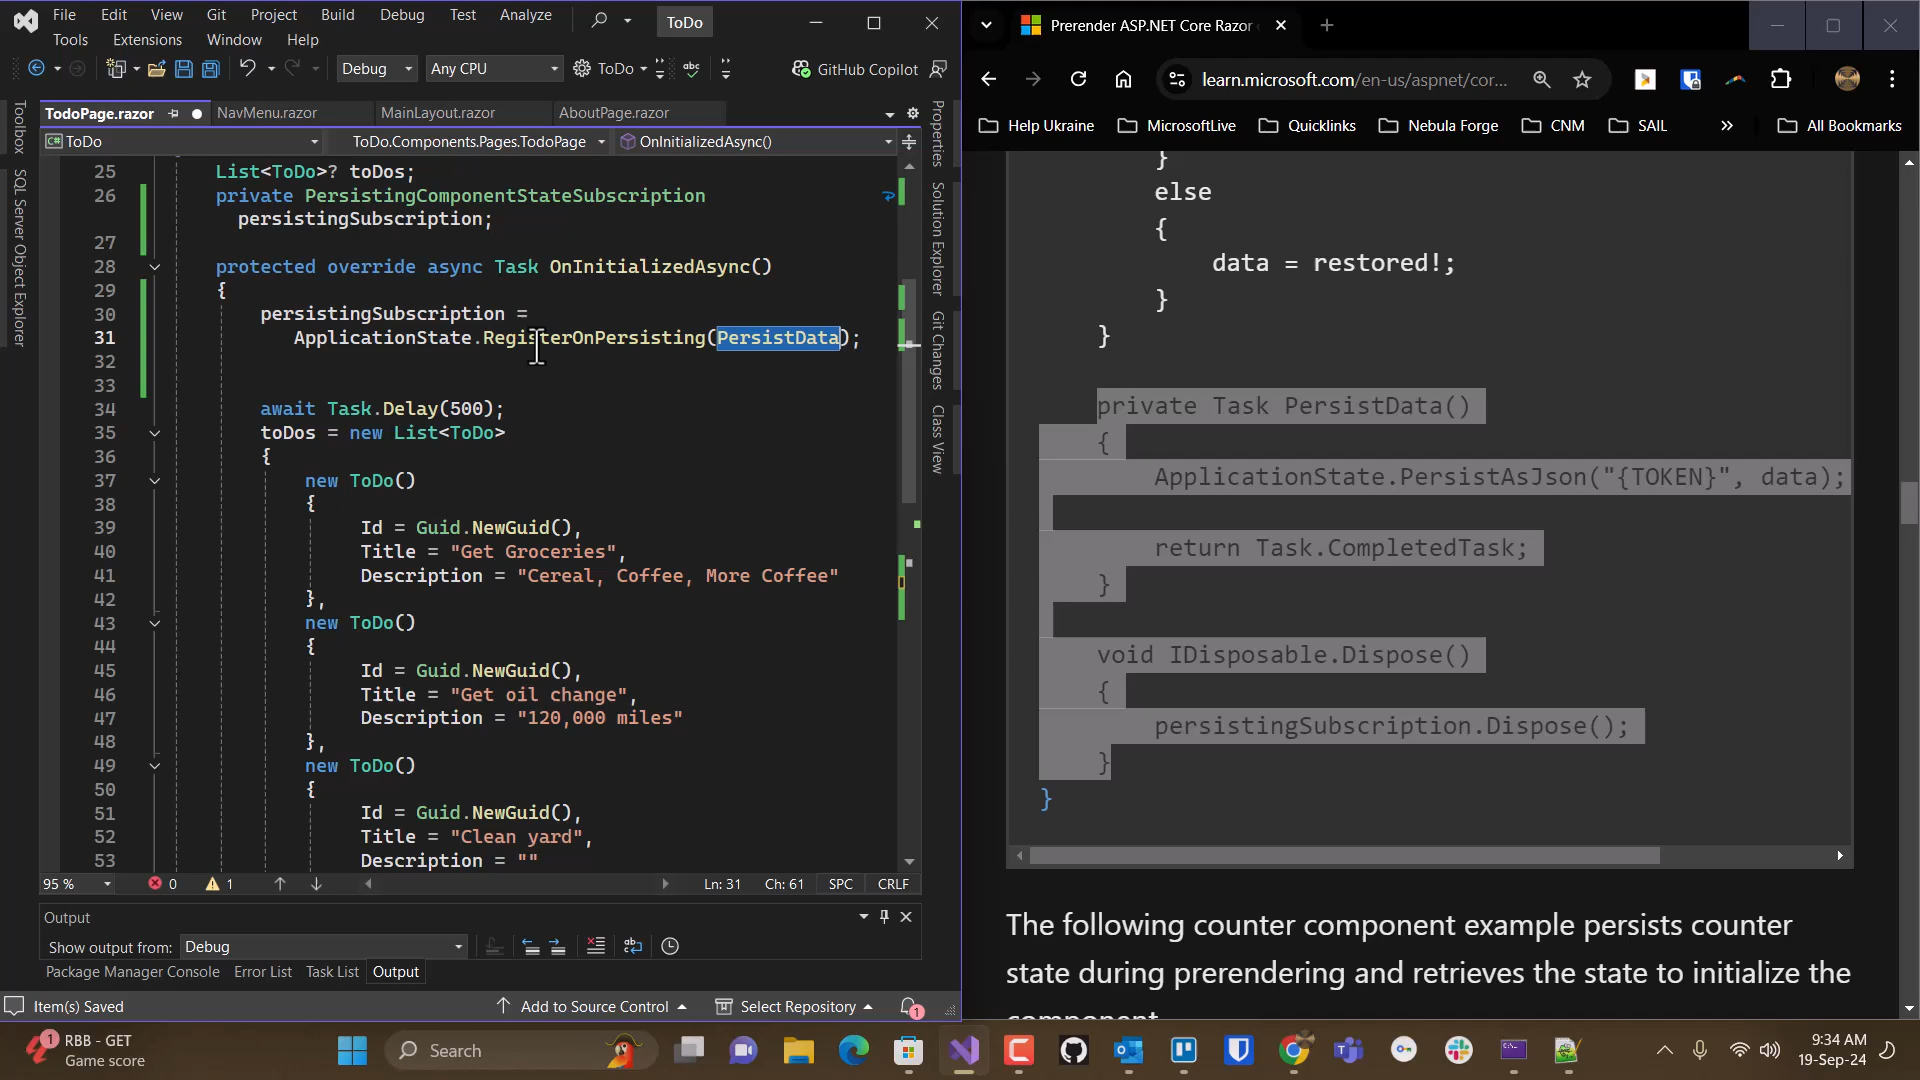 File Edit View Git Project Build Debug Test Analyze
Tools Extensions Window Help
ToDo
Debug Any CPU ToDo GitHub Copilot
TodoPage.razor NavMenu.razor MainLayout.razor AboutPage.razor
ToDo ToDo.Components.Pages.TodoPage OnInitializedAsync()
Toolbox
SQL Server Object Explorer
Properties
Solution Explorer
Git Changes
Class View
25 List<ToDo>? toDos;
26 private PersistingComponentStateSubscription
persistingSubscription;
27
28 protected override async Task OnInitializedAsync()
29 {
30 persistingSubscription =
31 ApplicationState.RegisterOnPersisting(PersistData);
32
33
34 await Task.Delay(500);
35 toDos = new List<ToDo>
36 {
37 new ToDo()
38 {
39 Id = Guid.NewGuid(),
40 Title = "Get Groceries",
41 Description = "Cereal, Coffee, More Coffee"
42 },
43 new ToDo()
44 {
45 Id = Guid.NewGuid(),
46 Title = "Get oil change",
47 Description = "120,000 miles"
48 },
49 new ToDo()
50 {
51 Id = Guid.NewGuid(),
52 Title = "Clean yard",
53 Description = ""
95 % 0 1 Ln: 31 Ch: 61 SPC CRLF
Output
Show output from: Debug
Package Manager Console Error List Task List Output
Item(s) Saved Add to Source Control Select Repository 1
Prerender ASP.NET Core Razor
learn.microsoft.com/en-us/aspnet/cor...
Help Ukraine MicrosoftLive Quicklinks Nebula Forge CNM SAIL All Bookmarks
}
else
{
data = restored!;
}
}
private Task PersistData()
{
ApplicationState.PersistAsJson("{TOKEN}", data);
return Task.CompletedTask;
}
void IDisposable.Dispose()
{
persistingSubscription.Dispose();
}
}
The following counter component example persists counter
state during prerendering and retrieves the state to initialize the
component
1 RBB - GET
Game score
Search
9:34 AM
19-Sep-24